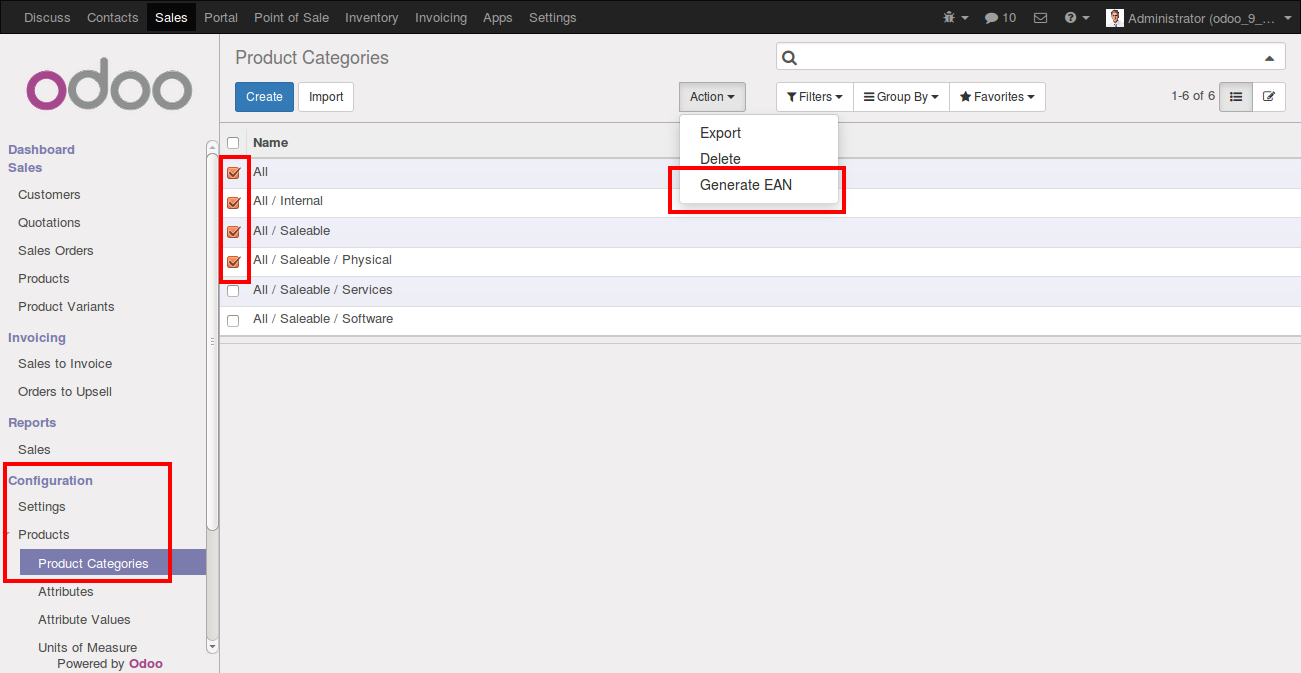 Discuss Contacts Sales Portal Point of Sale Inventory Invoicing Apps Settings 10 Administrator (odoo_9_...
odoo
Product Categories
Create Import Action Filters Group By Favorites 1-6 of 6
Export
Delete
Generate EAN
Name
All
All / Internal
All / Saleable
All / Saleable / Physical
All / Saleable / Services
All / Saleable / Software
Dashboard
Sales
Customers
Quotations
Sales Orders
Products
Product Variants
Invoicing
Sales to Invoice
Orders to Upsell
Reports
Sales
Configuration
Settings
Products
Product Categories
Attributes
Attribute Values
Units of Measure
Powered by Odoo